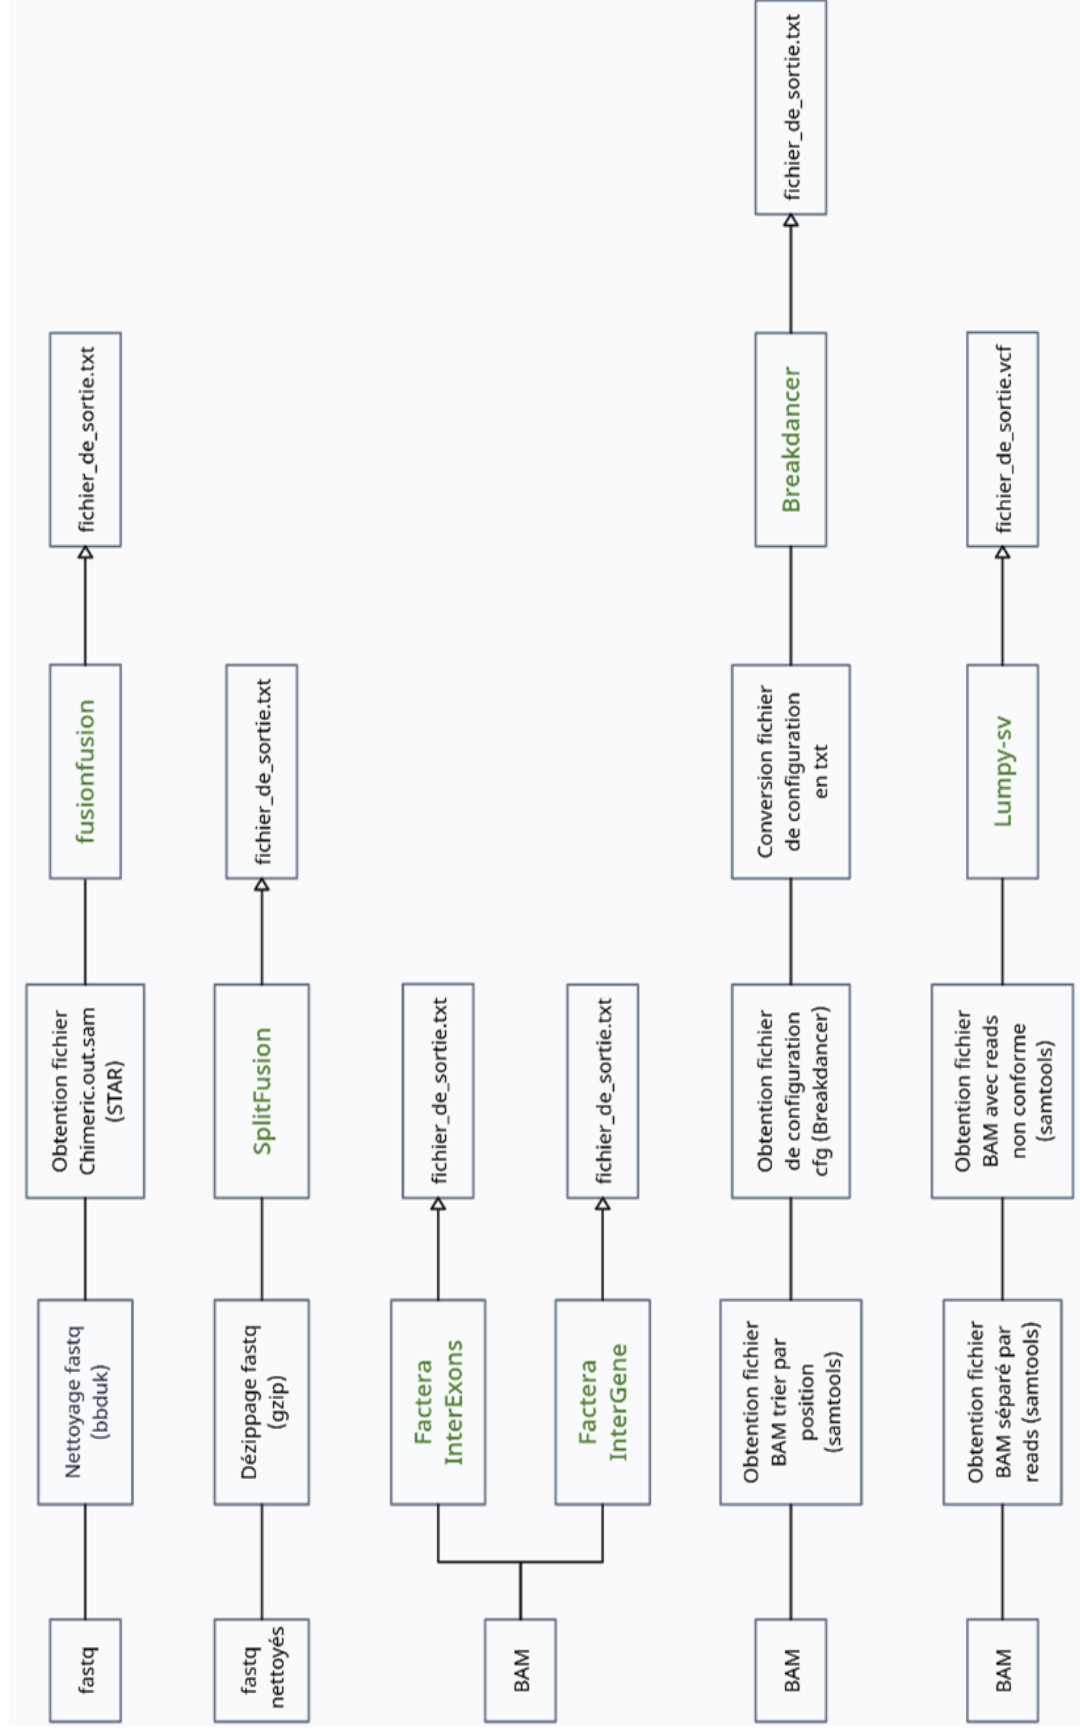 fastq
Nettoyage fastq
(bbduk)
Obtention fichier
Chimeric.out.sam
(STAR)
fusionfusion
fichier_de_sortie.txt
fastq
nettoyés
Dézippage fastq
(gzip)
SplitFusion
fichier_de_sortie.txt
BAM
Factera
InterExons
fichier_de_sortie.txt
Factera
InterGene
fichier_de_sortie.txt
BAM
Obtention fichier
BAM trier par
position
(samtools)
Obtention fichier
de configuration
cfg (Breakdancer)
Conversion fichier
de configuration
en txt
Breakdancer
fichier_de_sortie.txt
BAM
Obtention fichier
BAM séparé par
reads (samtools)
Obtention fichier
BAM avec reads
non conforme
(samtools)
Lumpy-sv
fichier_de_sortie.vcf